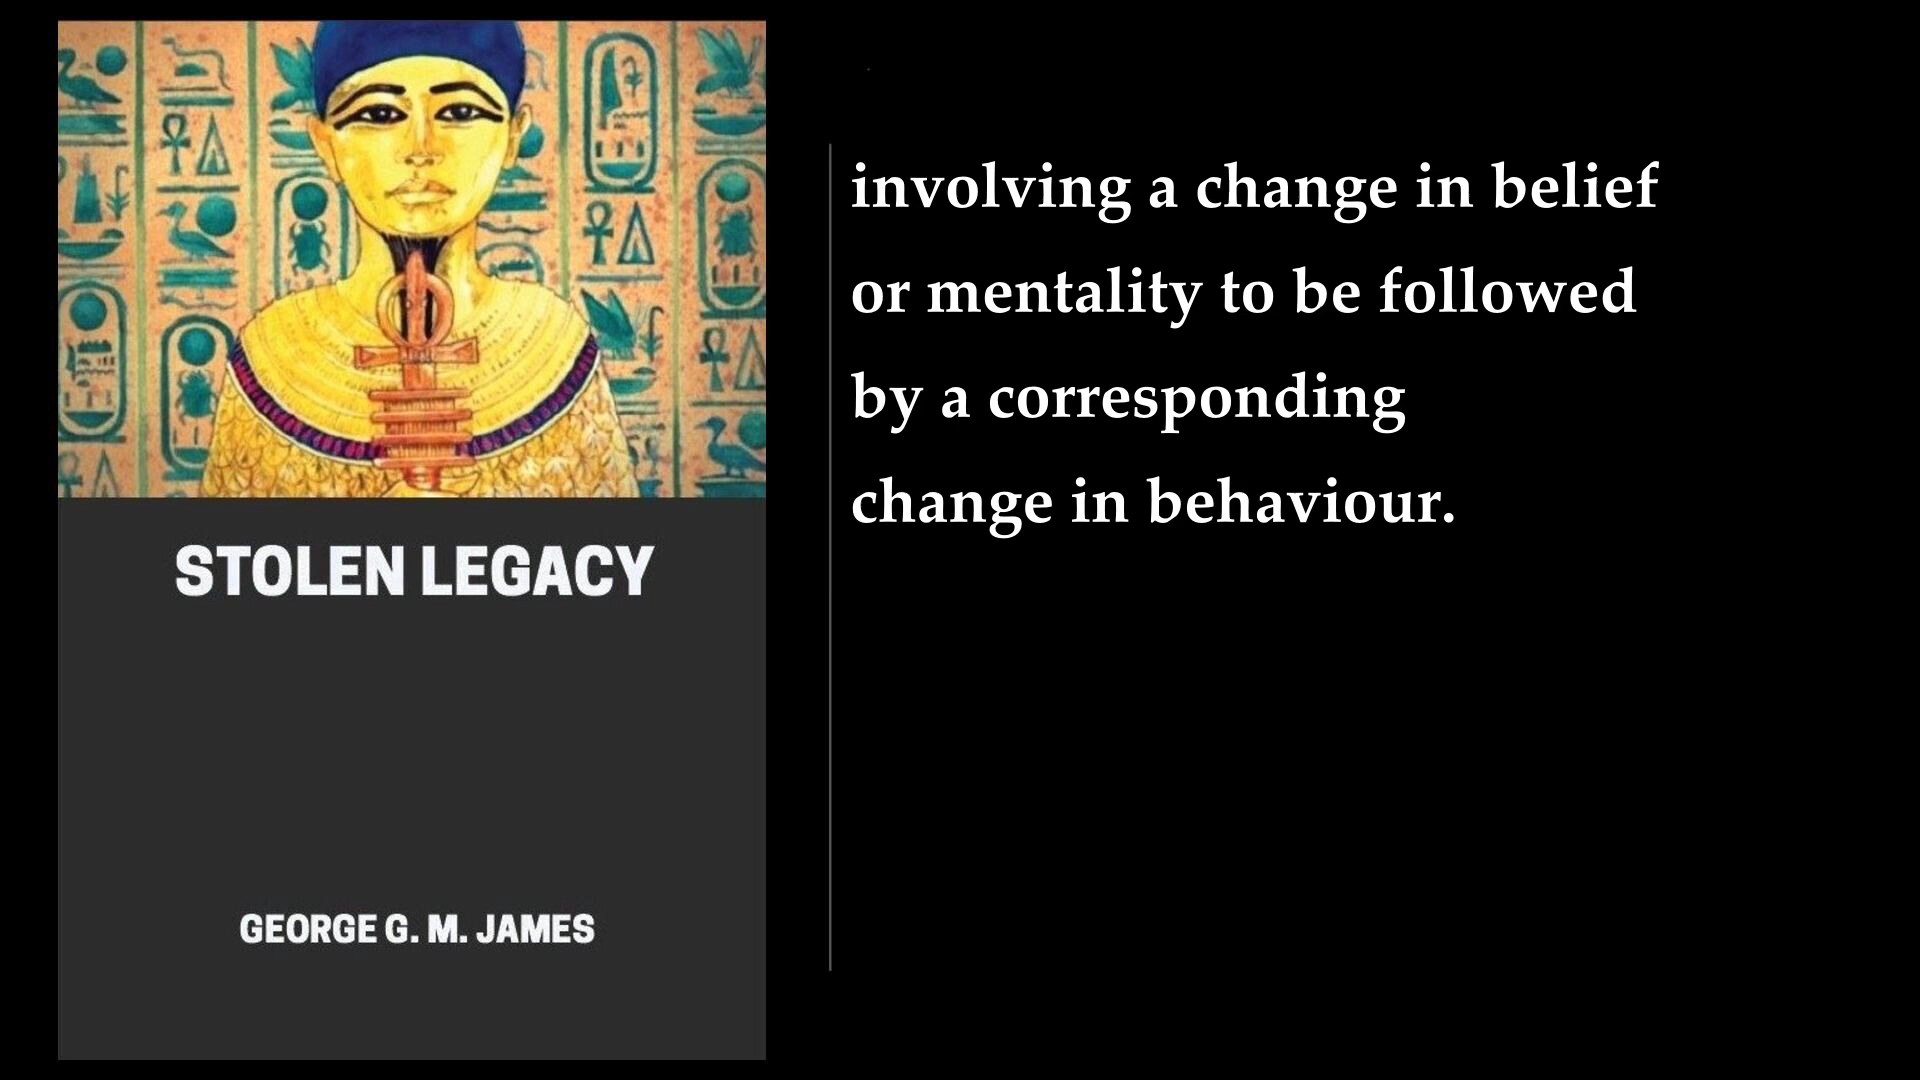 STOLEN LEGACY
GEORGE G. M. JAMES
involving a change in belief
or mentality to be followed
by a corresponding
change in behaviour.